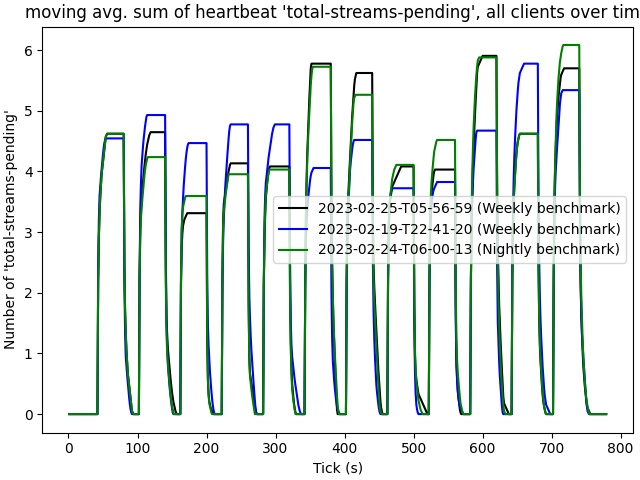 moving avg. sum of heartbeat 'total-streams-pending', all clients over tim
Number of 'total-streams-pending'
6
5
4
3
2
1
0
2023-02-25-T05-56-59 (Weekly benchmark)
2023-02-19-T22-41-20 (Weekly benchmark)
2023-02-24-T06-00-13 (Nightly benchmark)
0 100 200 300 400 500 600 700 800
Tick (s)